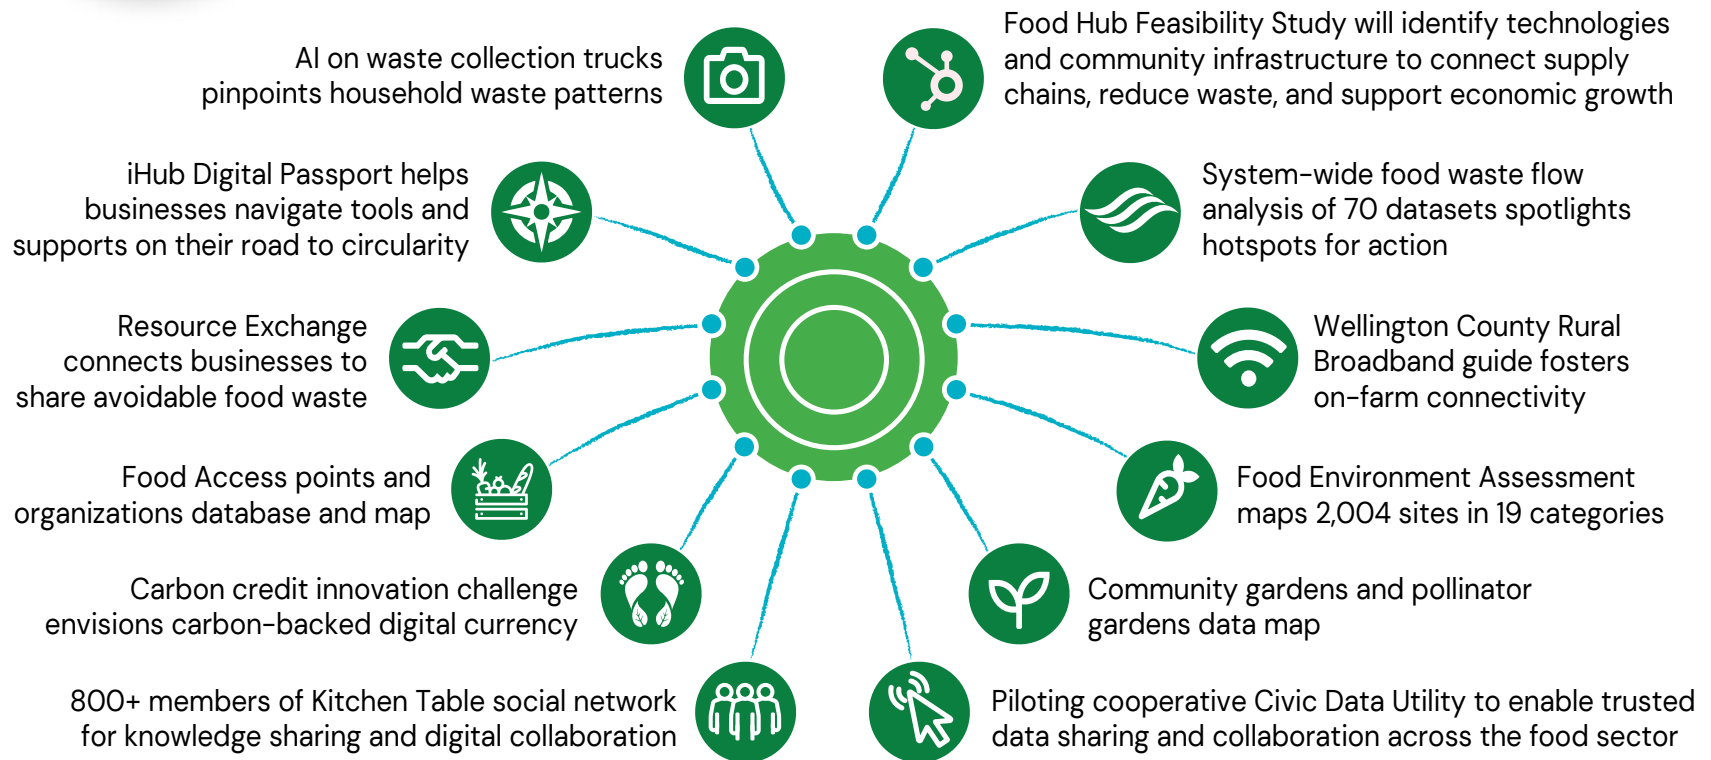 AI on waste collection trucks
pinpoints household waste patterns
Food Hub Feasibility Study will identify technologies
and community infrastructure to connect supply
chains, reduce waste, and support economic growth
iHub Digital Passport helps
businesses navigate tools and
supports on their road to circularity
System-wide food waste flow
analysis of 70 datasets spotlights
hotspots for action
Resource Exchange
connects businesses to
share avoidable food waste
Wellington County Rural
Broadband guide fosters
on-farm connectivity
Food Access points and
organizations database and map
Food Environment Assessment
maps 2,004 sites in 19 categories
Carbon credit innovation challenge
envisions carbon-backed digital currency
Community gardens and pollinator
gardens data map
800+ members of Kitchen Table social network
for knowledge sharing and digital collaboration
Piloting cooperative Civic Data Utility to enable trusted
data sharing and collaboration across the food sector